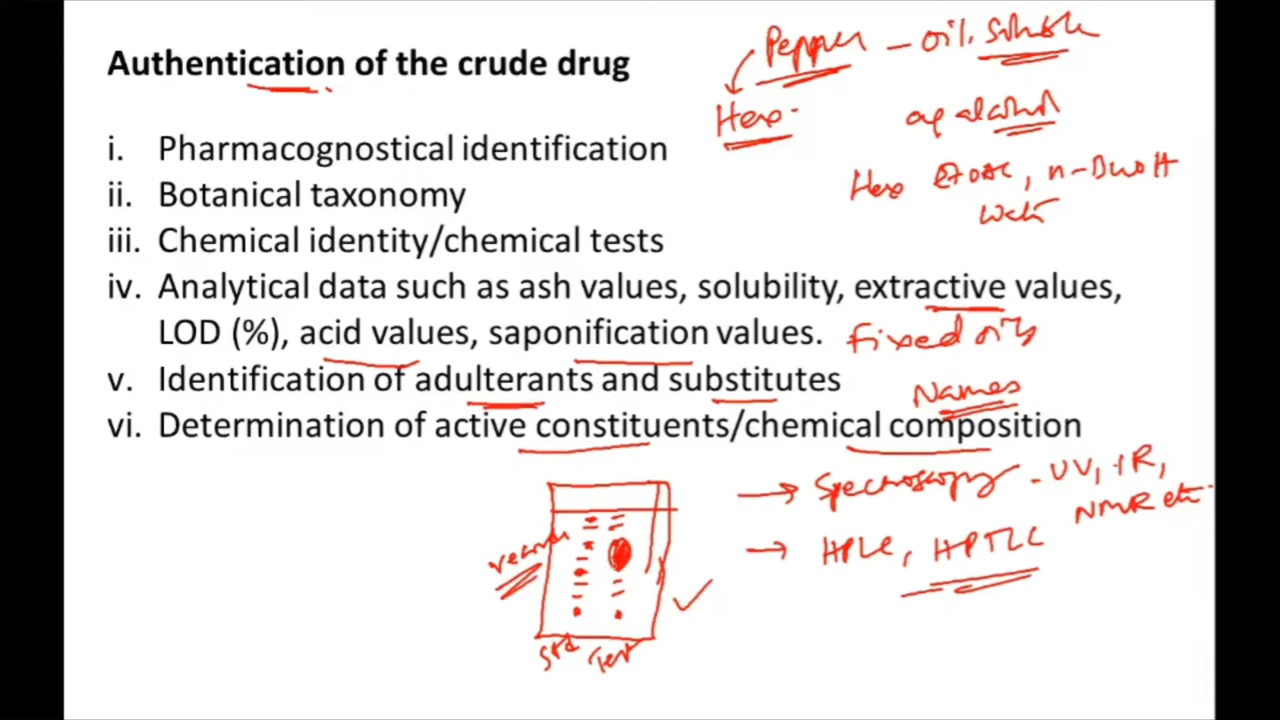 Authentication of the crude drug
Pepper – oil. Soluble
Hex.
aq alcohol
Hex EtOAC, n-BuOH
Wat
i. Pharmacognostical identification
ii. Botanical taxonomy
iii. Chemical identity/chemical tests
iv. Analytical data such as ash values, solubility, extractive values,
LOD (%), acid values, saponification values.
Fixed oils
v. Identification of adulterants and substitutes
Names
vi. Determination of active constituents/chemical composition
→ Spectroscopy - UV, IR,
NMR etc.
→ HPLC, HPTLC
Std Test